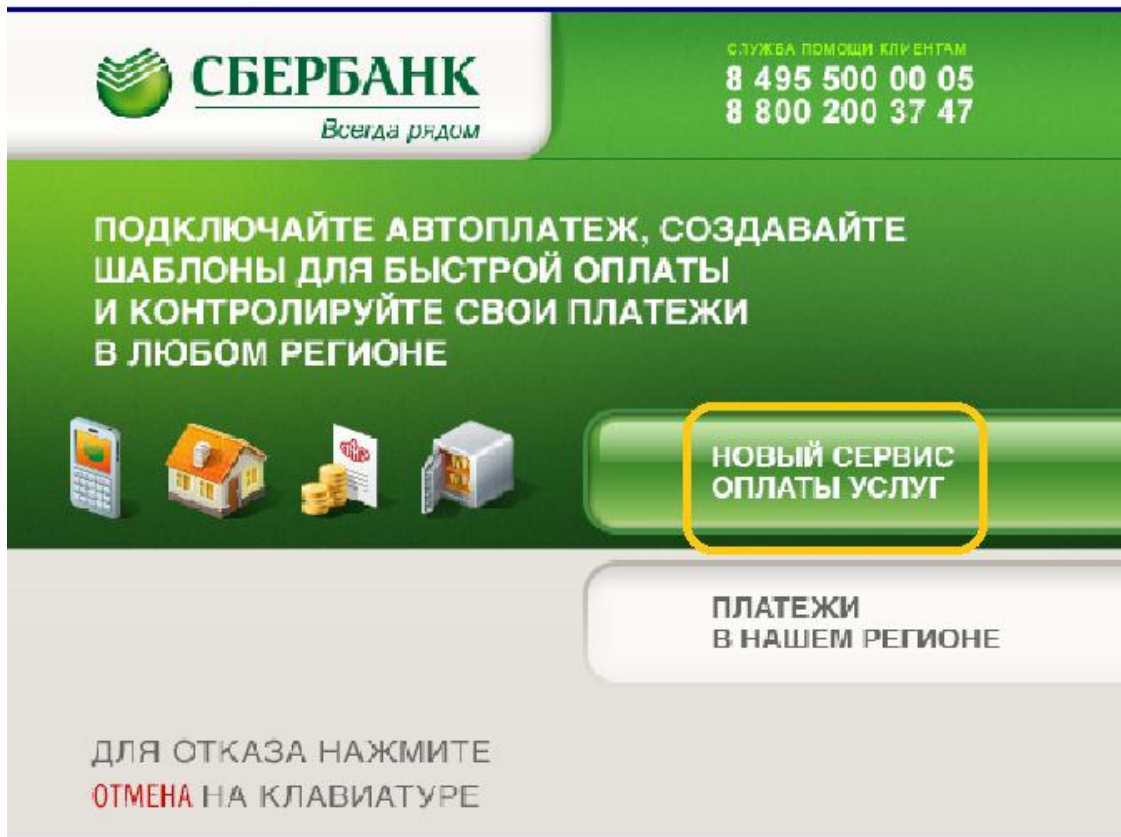 СБЕРБАНК
Всегда рядом
СЛУЖБА ПОМОЩИ КЛИЕНТАМ
8 495 500 00 05
8 800 200 37 47
ПОДКЛЮЧАЙТЕ АВТОПЛАТЕЖ, СОЗДАВАЙТЕ
ШАБЛОНЫ ДЛЯ БЫСТРОЙ ОПЛАТЫ
И КОНТРОЛИРУЙТЕ СВОИ ПЛАТЕЖИ
В ЛЮБОМ РЕГИОНЕ
НОВЫЙ СЕРВИС
ОПЛАТЫ УСЛУГ
ПЛАТЕЖИ
В НАШЕМ РЕГИОНЕ
ДЛЯ ОТКАЗА НАЖМИТЕ
ОТМЕНА НА КЛАВИАТУРЕ